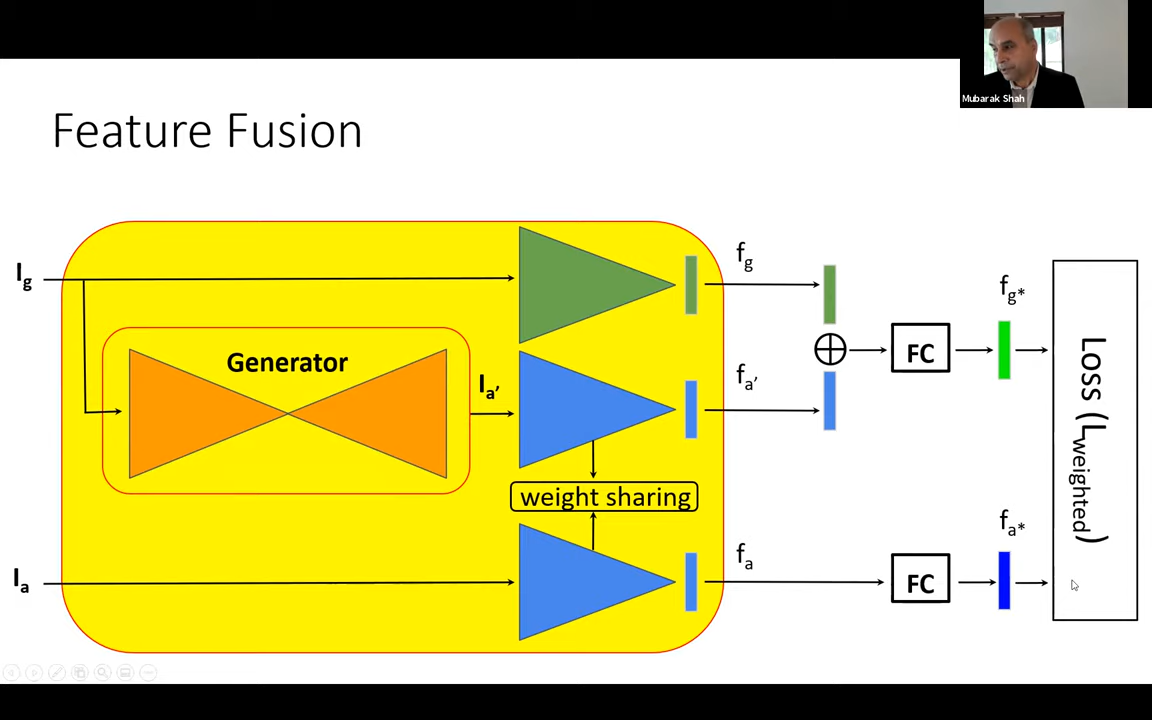 Mubarak Shah
Feature Fusion
Ig
Generator
Ia'
Ia
weight sharing
fg
fa'
fa
FC
FC
fg*
fa*
Loss (Lweighted)